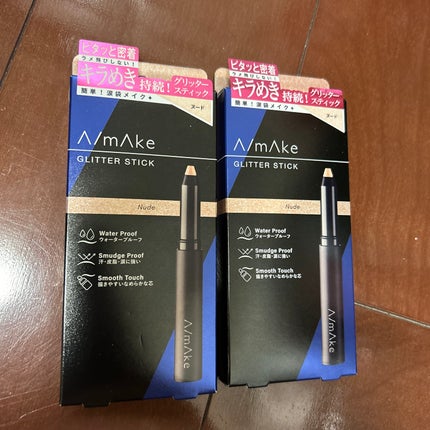 ピタッと密着
ラメ飛びしない!
キラめき持続!
グリッター
スティック
簡単!涙袋メイク+
ヌード
A/mAke
GLITTER STICK
Nude
Water Proof
ウォータープルーフ
Smudge Proof
汗・皮脂・涙に強い
Smooth Touch
描きやすいなめらかな芯
A/mAke
ピタッと密着
ラメ飛びしない!
キラめき持続!
グリッター
スティック
簡単!涙袋メイク+
ヌード
A/mAke
GLITTER STICK
Nude
Water Proof
ウォータープルーフ
Smudge Proof
汗・皮脂・涙に強い
Smooth Touch
描きやすいなめらかな芯
A/mAke